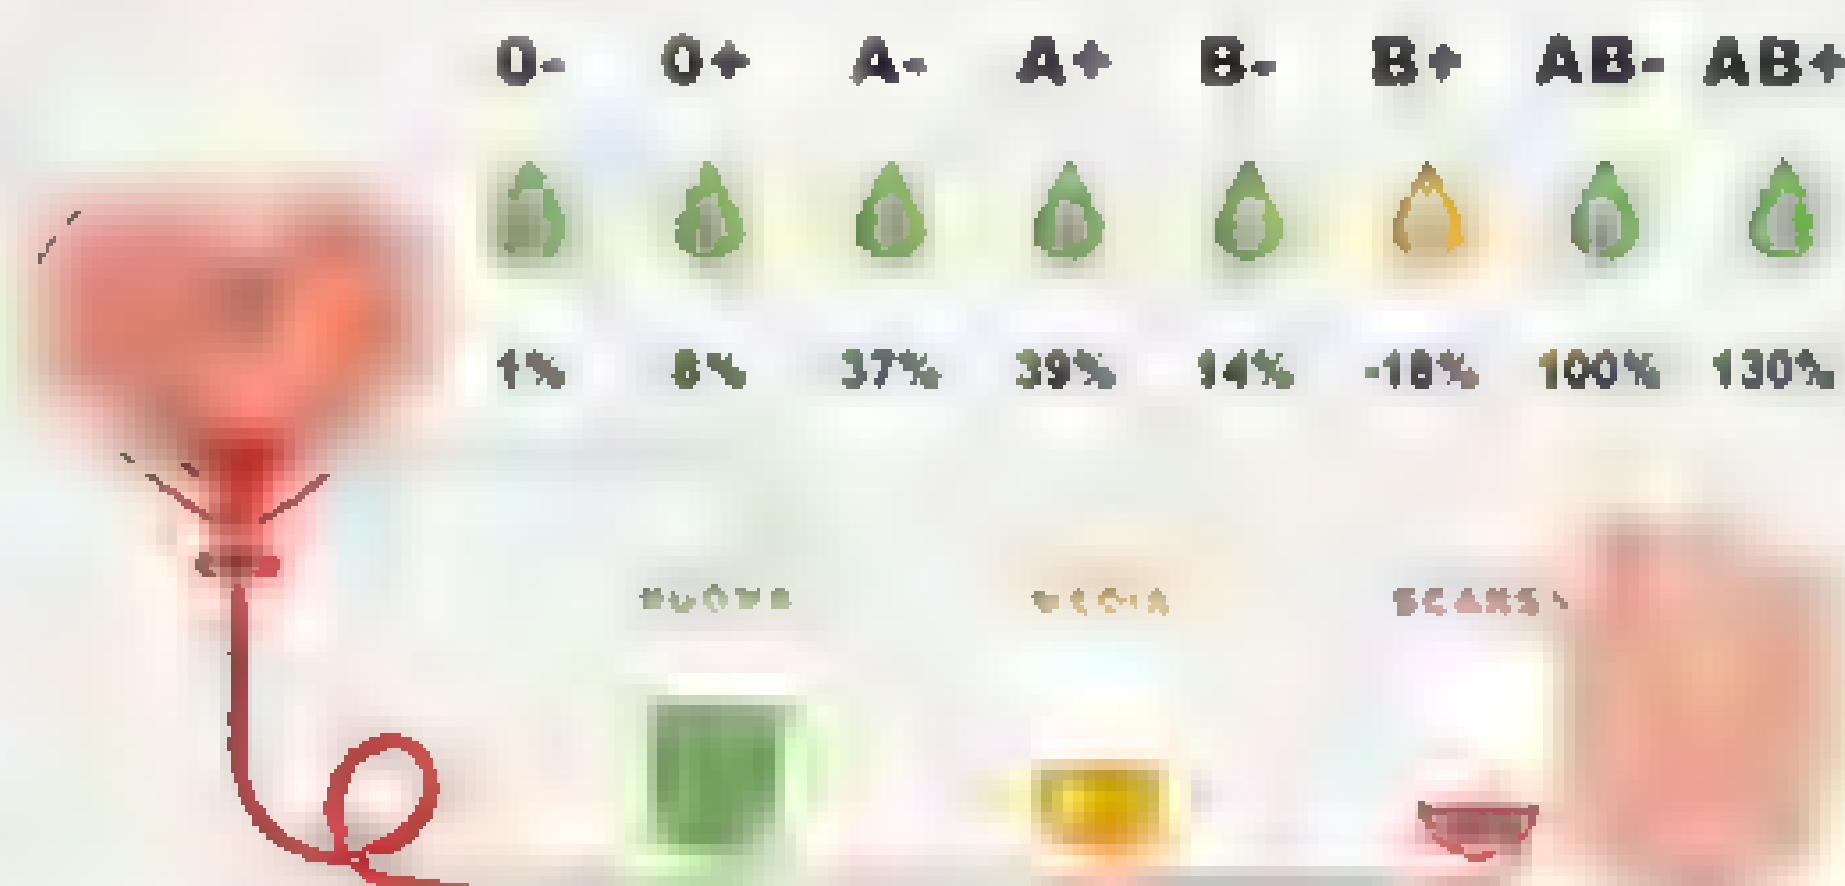 0- 0+ A- A+ B- B+ AB- AB+
1% 8% 37% 39% 14% -18% 100% 130%